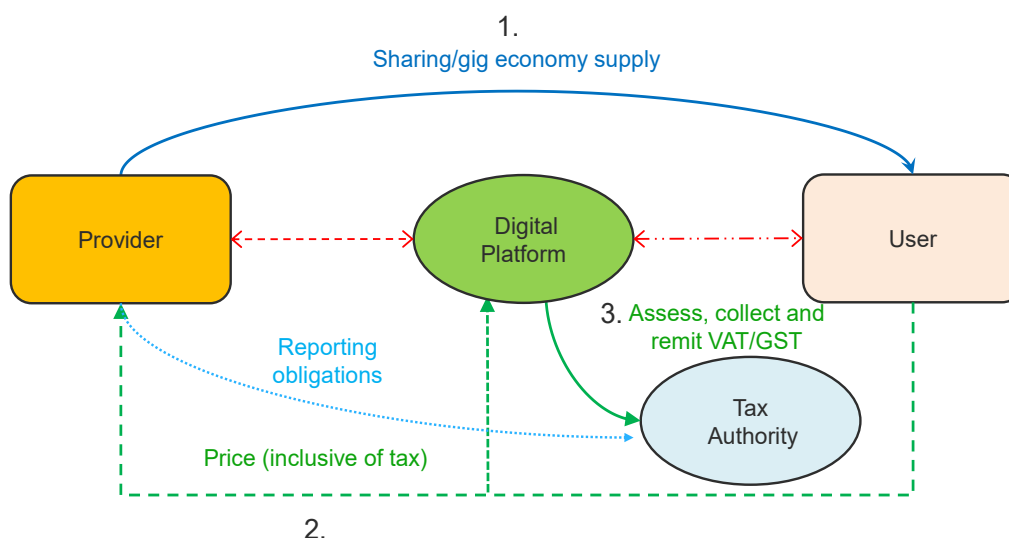 1.
Sharing/gig economy supply
Provider
Digital
Platform
User
3.
Assess, collect and
remit VAT/GST
Reporting
obligations
Tax
Authority
Price (inclusive of tax)
2.